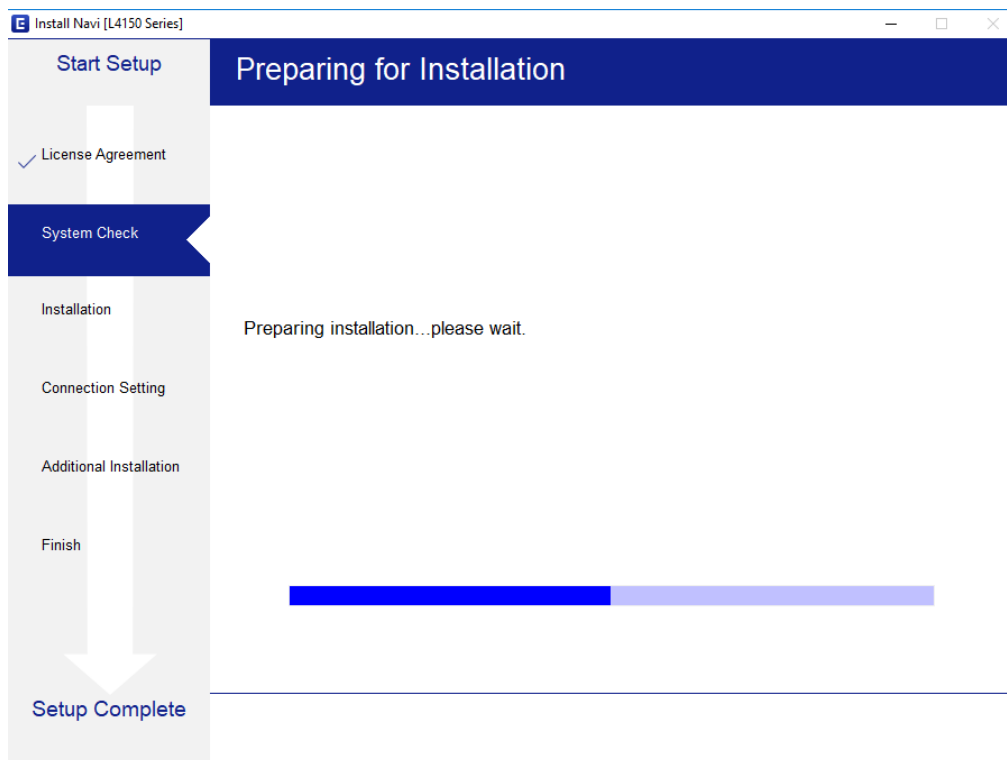 Install Navi [L4150 Series]
Start Setup
Preparing for Installation
License Agreement
System Check
Installation
Preparing installation...please wait.
Connection Setting
Additional Installation
Finish
Setup Complete